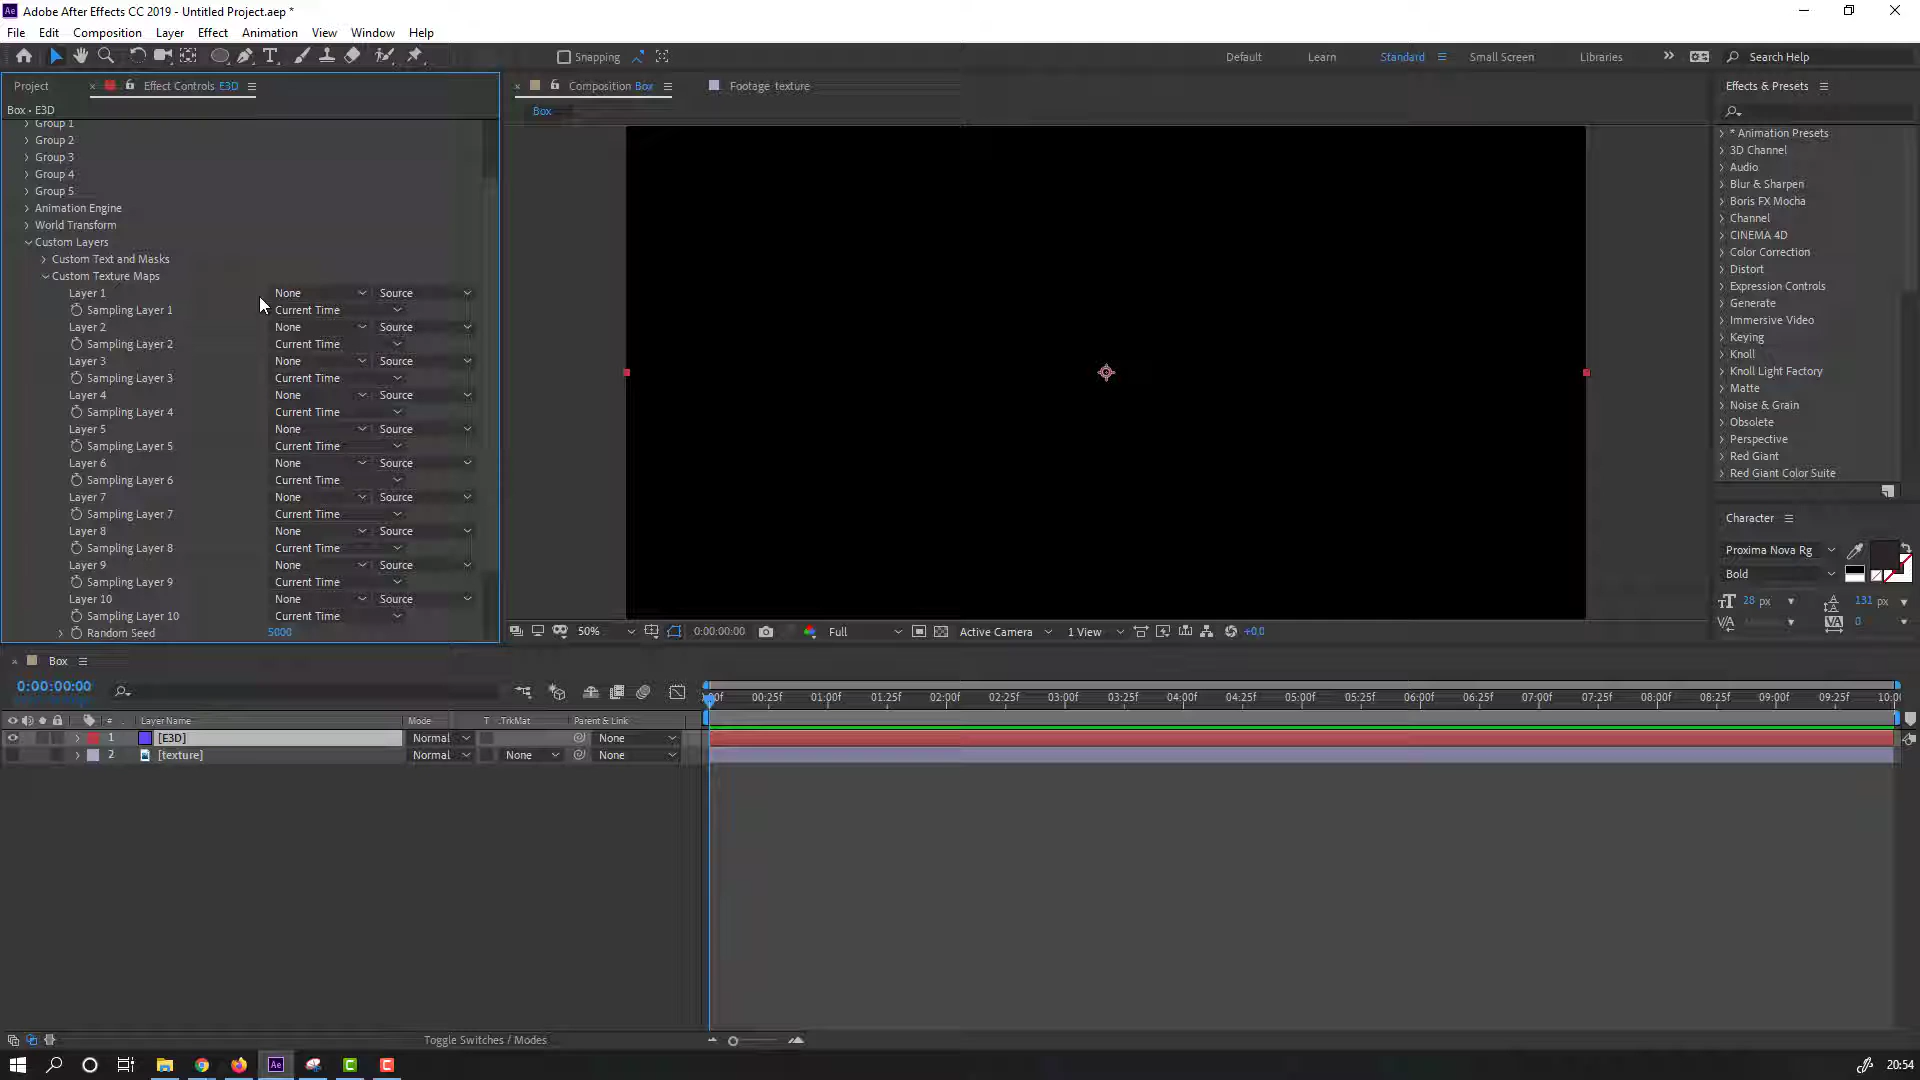 Ae Adobe After Effects CC 2019 - Untitled Project.aep *
File Edit Composition Layer Effect Animation View Window Help
Snapping Default Learn Standard Small Screen Libraries Search Help
Project Effect Controls E3D Composition Box Footage texture Effects & Presets
Box • E3D
Box
Group 1
Group 2
Group 3
Group 4
Group 5
Animation Engine
World Transform
Custom Layers
Custom Text and Masks
Custom Texture Maps
Layer 1 None Source
Sampling Layer 1 Current Time
Layer 2 None Source
Sampling Layer 2 Current Time
Layer 3 None Source
Sampling Layer 3 Current Time
Layer 4 None Source
Sampling Layer 4 Current Time
Layer 5 None Source
Sampling Layer 5 Current Time
Layer 6 None Source
Sampling Layer 6 Current Time
Layer 7 None Source
Sampling Layer 7 Current Time
Layer 8 None Source
Sampling Layer 8 Current Time
Layer 9 None Source
Sampling Layer 9 Current Time
Layer 10 None Source
Sampling Layer 10 Current Time
Random Seed 5000
* Animation Presets
3D Channel
Audio
Blur & Sharpen
Boris FX Mocha
Channel
CINEMA 4D
Color Correction
Distort
Expression Controls
Generate
Immersive Video
Keying
Knoll
Knoll Light Factory
Matte
Noise & Grain
Obsolete
Perspective
Red Giant
Red Giant Color Suite
Character
Proxima Nova Rg
Bold
28 px 131 px
0
50% 0:00:00:00 Full Active Camera 1 View +0.0
Box
0:00:00:00
:00f 00:25f 01:00f 01:25f 02:00f 02:25f 03:00f 03:25f 04:00f 04:25f 05:00f 05:25f 06:00f 06:25f 07:00f 07:25f 08:00f 08:25f 09:00f 09:25f 10:0
# Layer Name Mode T .TrkMat Parent & Link
1 [E3D] Normal None
2 [texture] Normal None None
Toggle Switches / Modes
Ae 20:54